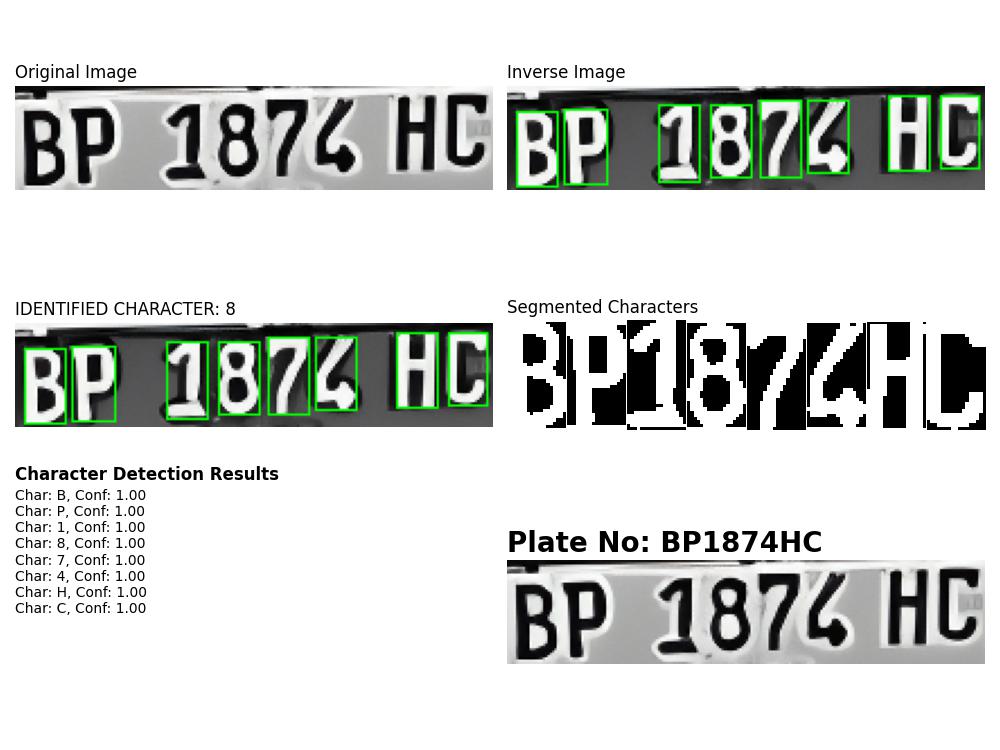 Original Image
BP 1874 HC
Inverse Image
BP 1874 HC
IDENTIFIED CHARACTER: 8
BP 1874 HC
Segmented Characters
BP1874HC
Character Detection Results
Char: B, Conf: 1.00
Char: P, Conf: 1.00
Char: 1, Conf: 1.00
Char: 8, Conf: 1.00
Char: 7, Conf: 1.00
Char: 4, Conf: 1.00
Char: H, Conf: 1.00
Char: C, Conf: 1.00
Plate No: BP1874HC
BP 1874 HC